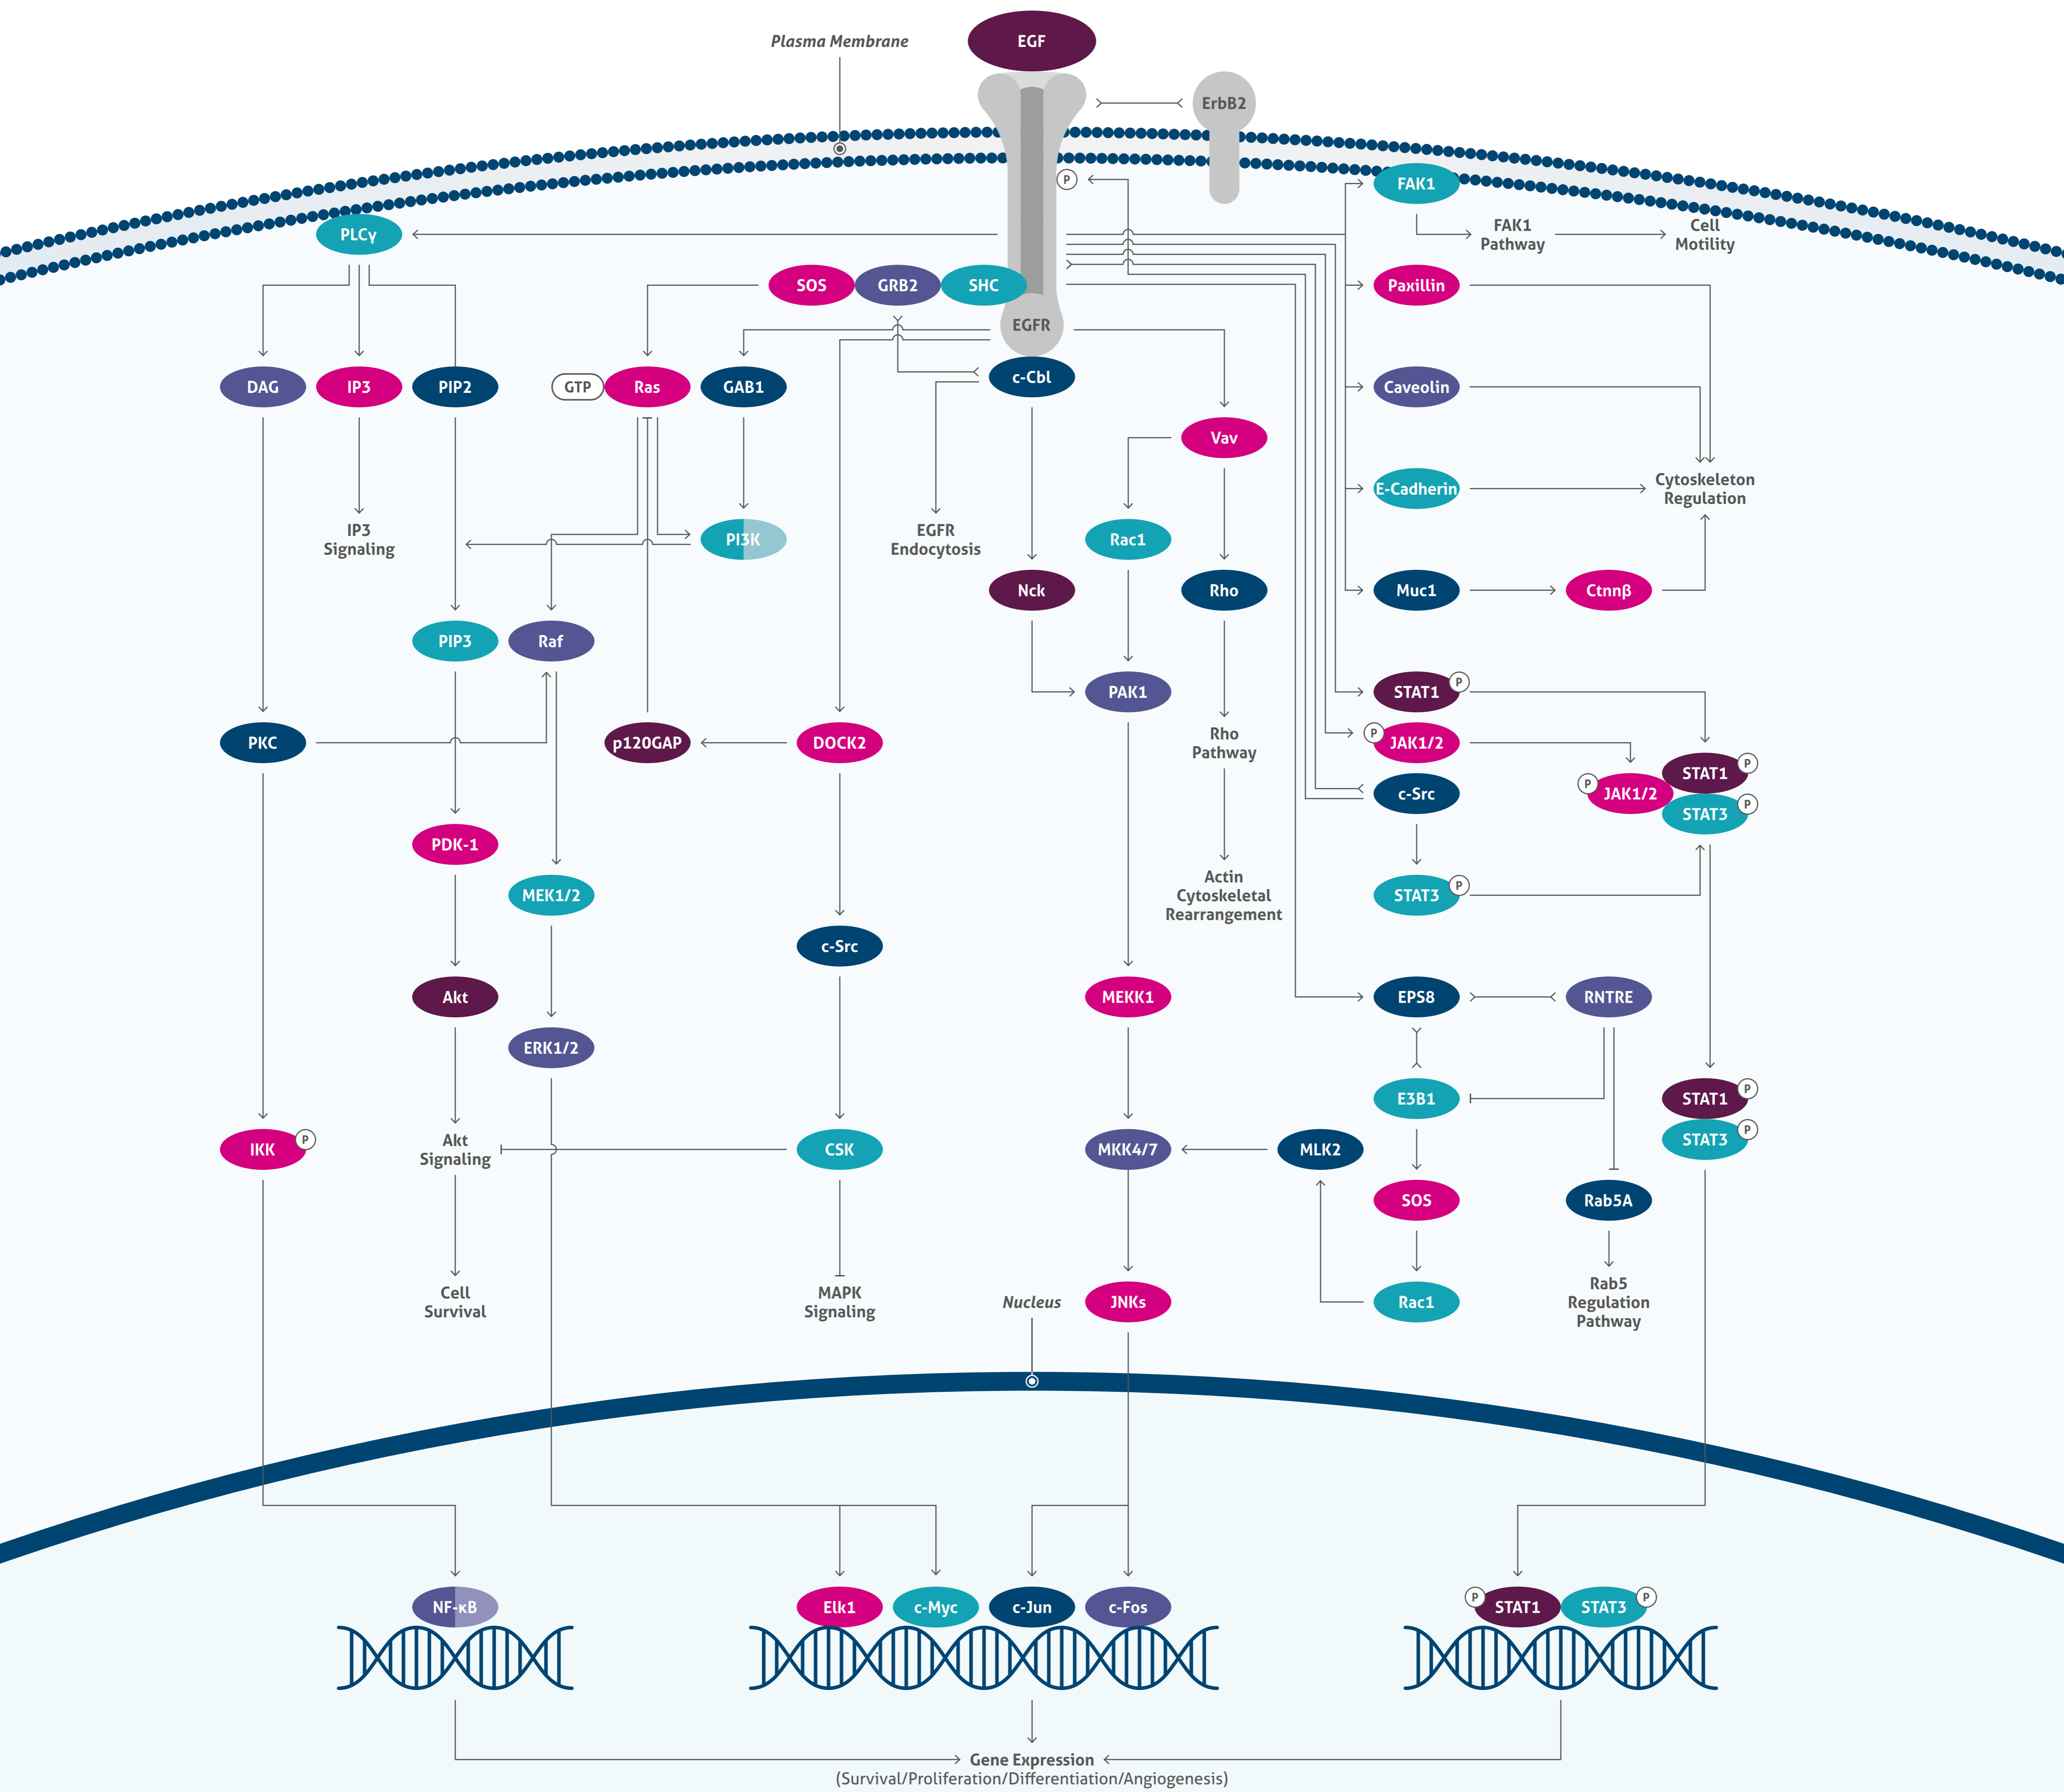 Plasma Membrane
EGF
ErbB2
P
FAK1
PLCγ
FAK1
Pathway
Cell
Motility
SOS
GRB2
SHC
Paxillin
EGFR
DAG
IP3
PIP2
GTP
Ras
GAB1
c-Cbl
Caveolin
Vav
E-Cadherin
Cytoskeleton
Regulation
IP3
Signaling
PI3K
EGFR
Endocytosis
Rac1
Nck
Rho
Muc1
Ctnnβ
PIP3
Raf
PAK1
STAT1
P
PKC
p120GAP
DOCK2
Rho
Pathway
P
JAK1/2
STAT1
P
c-Src
P
JAK1/2
STAT3
P
PDK-1
MEK1/2
Actin
Cytoskeletal
Rearrangement
STAT3
P
c-Src
Akt
MEKK1
EPS8
RNTRE
ERK1/2
E3B1
STAT1
P
STAT3
P
IKK
P
Akt
Signaling
CSK
MKK4/7
MLK2
SOS
Rab5A
Cell
Survival
MAPK
Signaling
Nucleus
JNKs
Rac1
Rab5
Regulation
Pathway
NF-κB
Elk1
c-Myc
c-Jun
c-Fos
P
STAT1
STAT3
P
Gene Expression
(Survival/Proliferation/Differentiation/Angiogenesis)